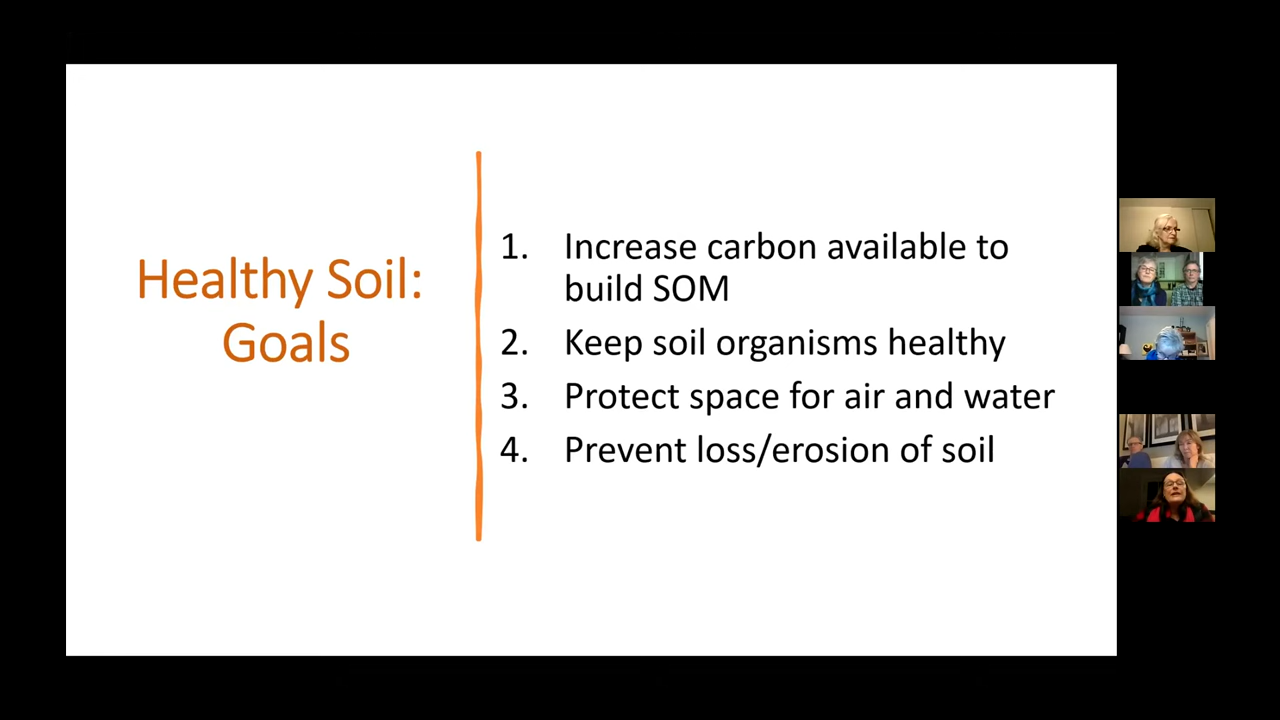 Healthy Soil:
Goals
1. Increase carbon available to
build SOM
2. Keep soil organisms healthy
3. Protect space for air and water
4. Prevent loss/erosion of soil